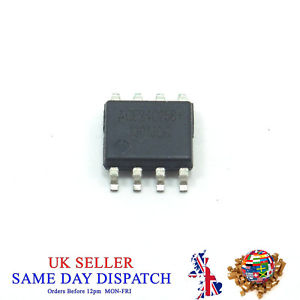 UK SELLER
SAME DAY DISPATCH
Orders Before 12pm MON-FRI